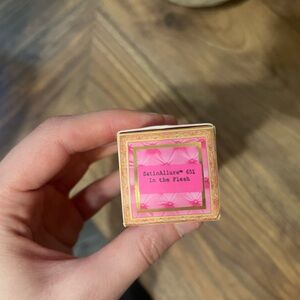 SatinAllure™ 651
In the Flesh